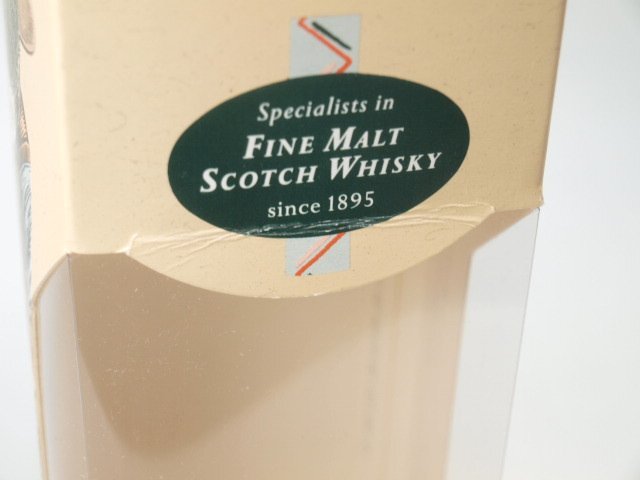 Specialists in
FINE MALT
SCOTCH WHISKY
since 1895